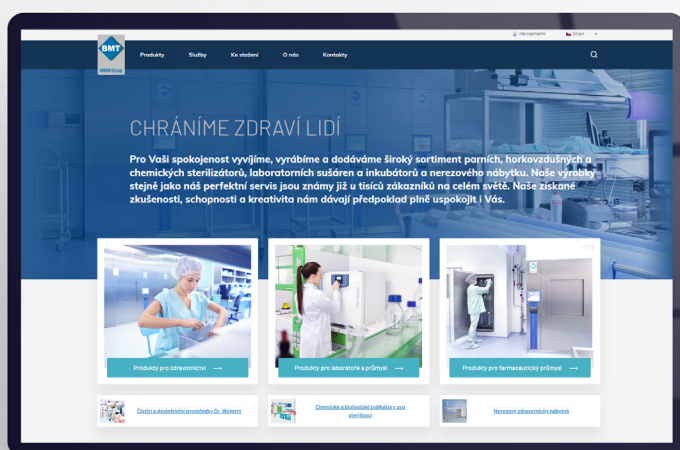 PRO PARTNERY
ČESKY
BMT
MMM Group
Produkty
Služby
Ke stažení
O nás
Kontakty
CHRÁNÍME ZDRAVÍ LIDÍ
Pro Vaši spokojenost vyvíjíme, vyrábíme a dodáváme široký sortiment parních, horkovzdušných a
chemických sterilizátorů, laboratorních sušáren a inkubátorů a nerezového nábytku. Naše výrobky
stejně jako náš perfektní servis jsou známy již u tisíců zákazníků na celém světě. Naše získané
zkušenosti, schopnosti a kreativita nám dávají předpoklad plně uspokojit i Vás.
Produkty pro zdravotnictví →
Produkty pro laboratoře a průmysl →
Produkty pro farmaceutický průmysl →
Čisticí a dezinfekční prostředky Dr. Weigert
Chemické a biologické indikátory pro
sterilizaci
Nerezový zdravotnický nábytek